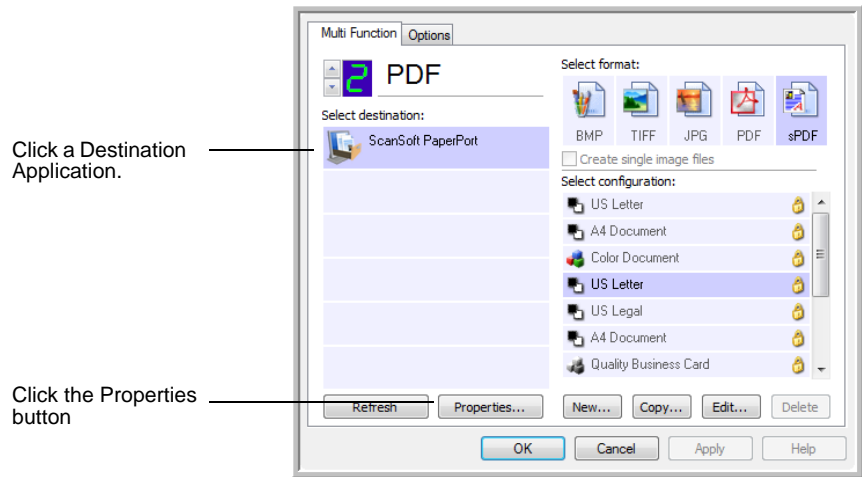 Multi Function Options
2 PDF
Select destination:
ScanSoft PaperPort
Select format:
BMP TIFF JPG PDF sPDF
Create single image files
Select configuration:
US Letter
A4 Document
Color Document
US Letter
US Legal
A4 Document
Quality Business Card
Click a Destination
Application.
Click the Properties
button
Refresh Properties... New... Copy... Edit... Delete
OK Cancel Apply Help